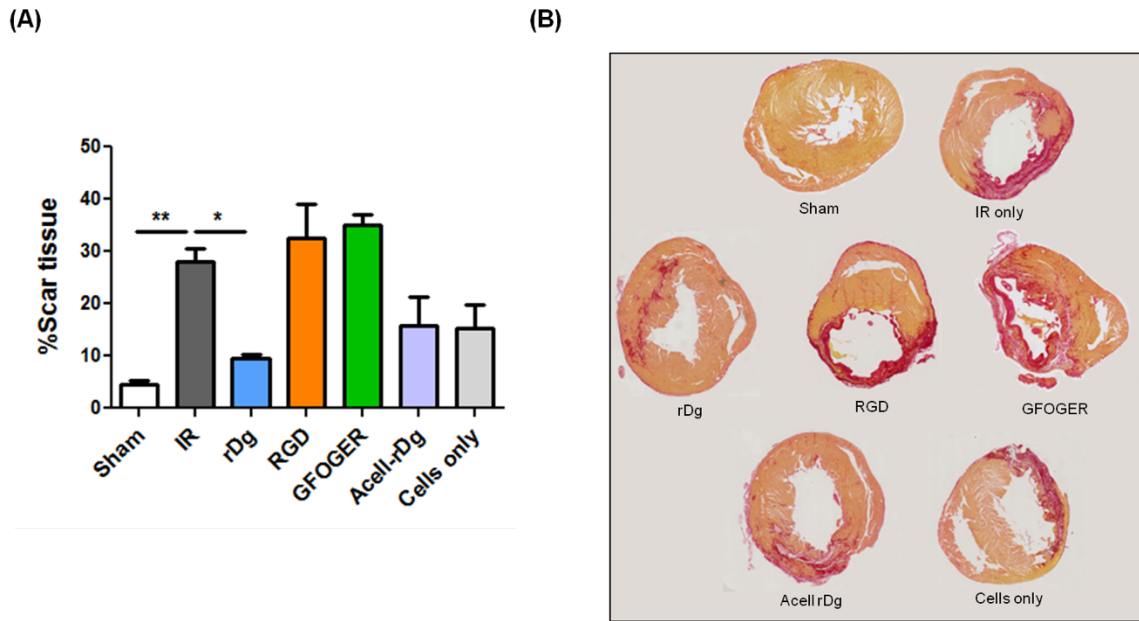 (A)
(B)
%Scar tissue
50
40
30
20
10
0
**
*
Sham
IR
rDg
RGD
GFOGER
Acell-rDg
Cells only
Sham
IR only
rDg
RGD
GFOGER
Acell rDg
Cells only